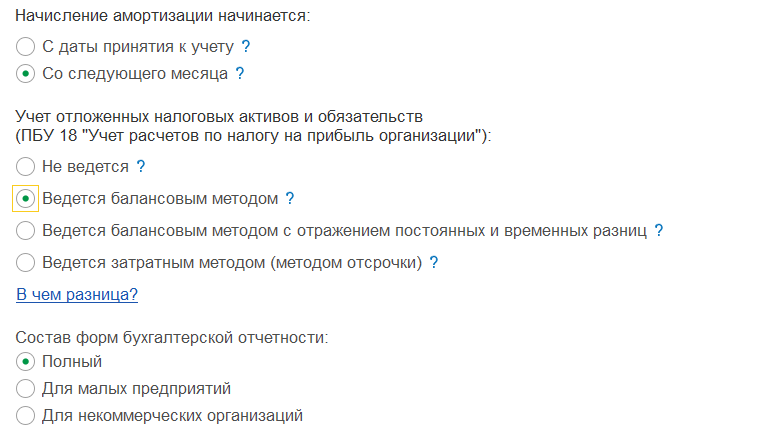 Начисление амортизации начинается:
С даты принятия к учету ?
Со следующего месяца ?
Учет отложенных налоговых активов и обязательств
(ПБУ 18 "Учет расчетов по налогу на прибыль организации"):
Не ведется ?
Ведется балансовым методом ?
Ведется балансовым методом с отражением постоянных и временных разниц ?
Ведется затратным методом (методом отсрочки) ?
В чем разница?
Состав форм бухгалтерской отчетности:
Полный
Для малых предприятий
Для некоммерческих организаций